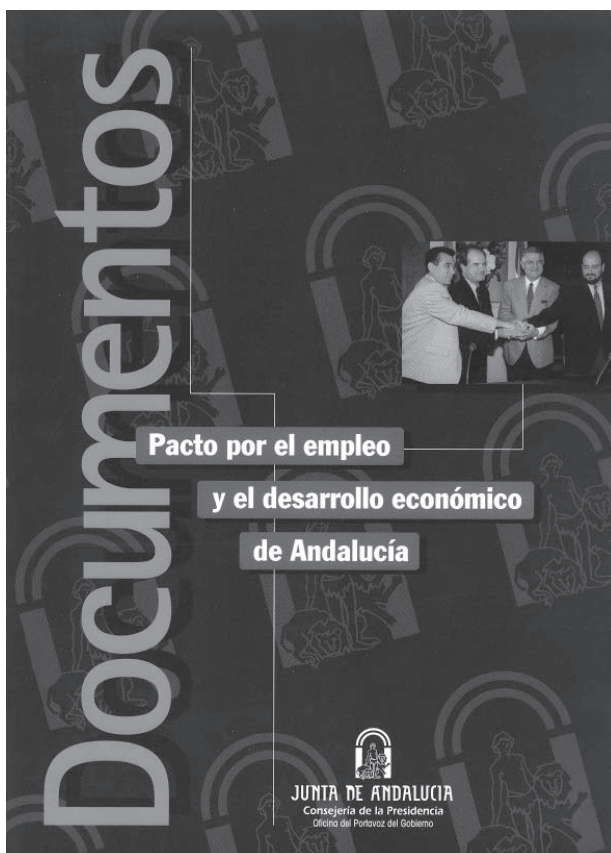 Documentos
Pacto por el empleo
y el desarrollo económico
de Andalucía
JUNTA DE ANDALUCIA
Consejería de la Presidencia
Oficina del Portavoz del Gobierno